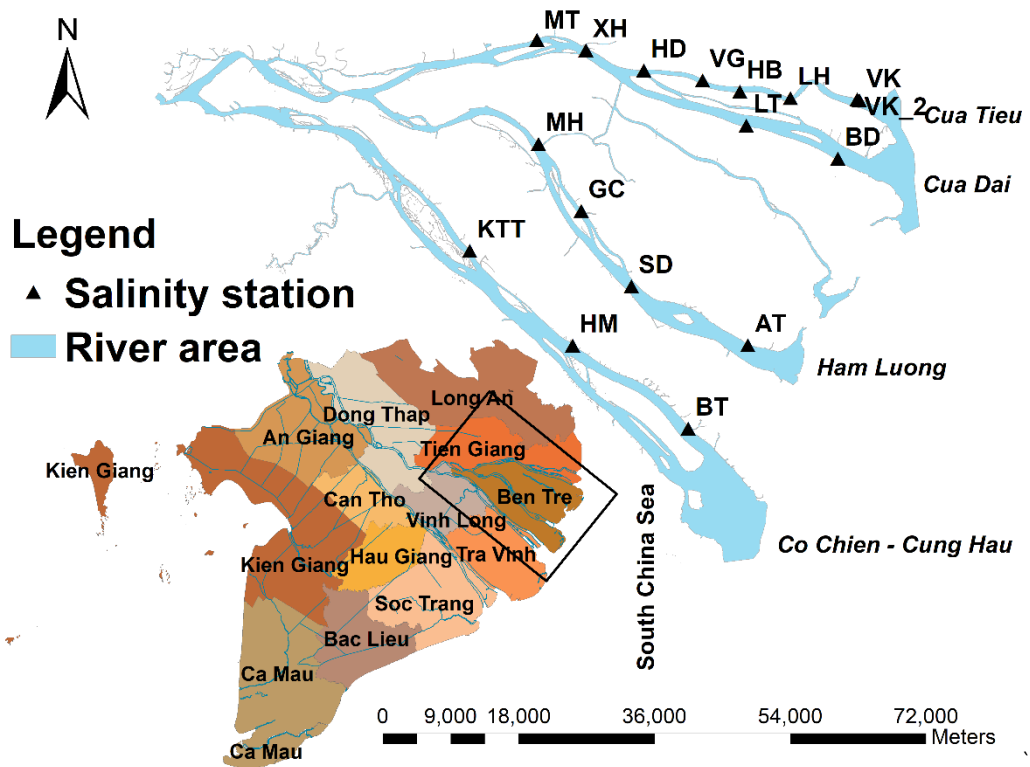 N
MT
XH
HD
VG
HB
LH
VK
LT
VK_2
Cua Tieu
MH
BD
Cua Dai
GC
KTT
Legend
SD
Salinity station
HM
AT
River area
Ham Luong
Long An
Dong Thap
BT
An Giang
Tien Giang
Kien Giang
Can Tho
Ben Tre
Vinh Long
South China Sea
Co Chien - Cung Hau
Kien Giang
Hau Giang
Tra Vinh
Soc Trang
Bac Lieu
Ca Mau
0 9,000 18,000 36,000 54,000 72,000
Meters
Ca Mau